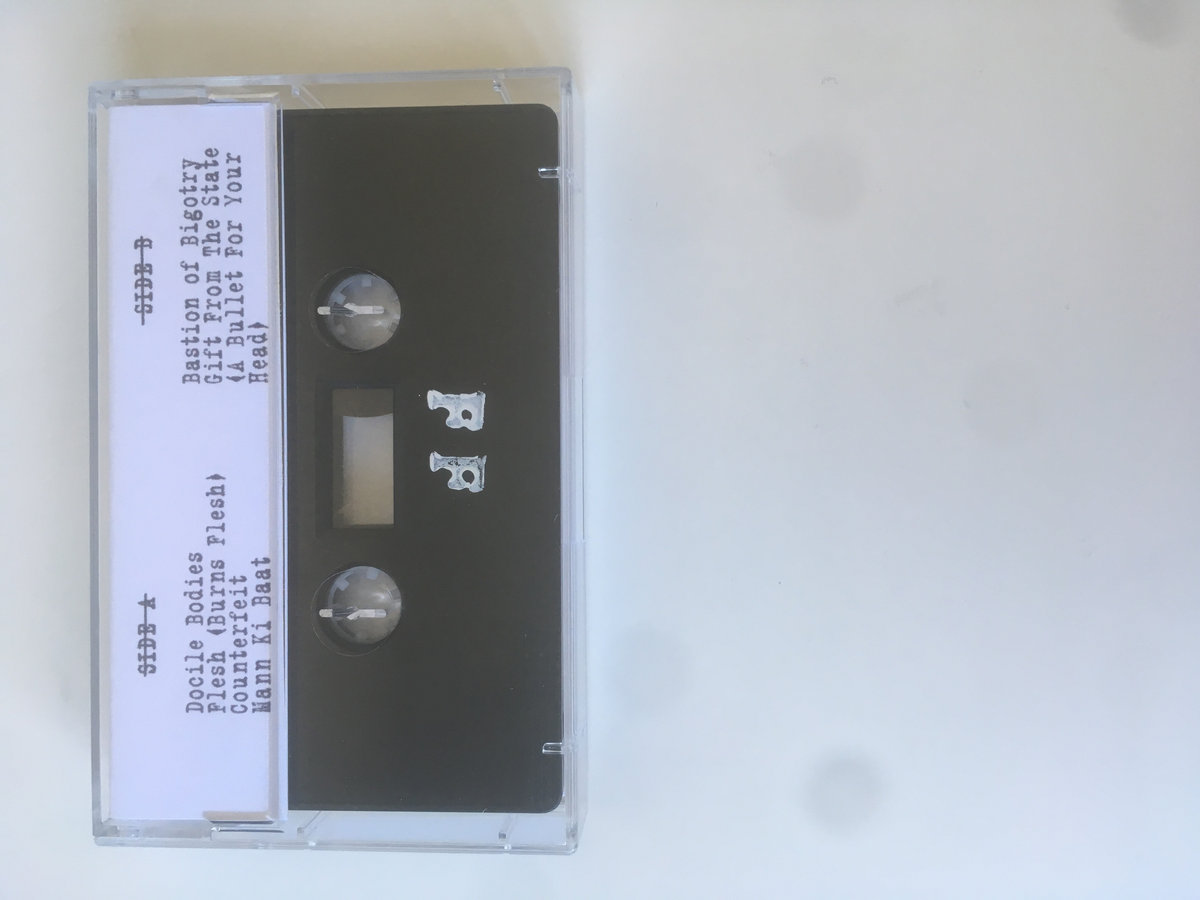 SIDE A
Docile Bodies
Flesh (Burns Flesh)
Counterfeit
Mann Ki Baat
SIDE B
Bastion of Bigotry
Gift From The State
(A Bullet For Your
Head)
PP